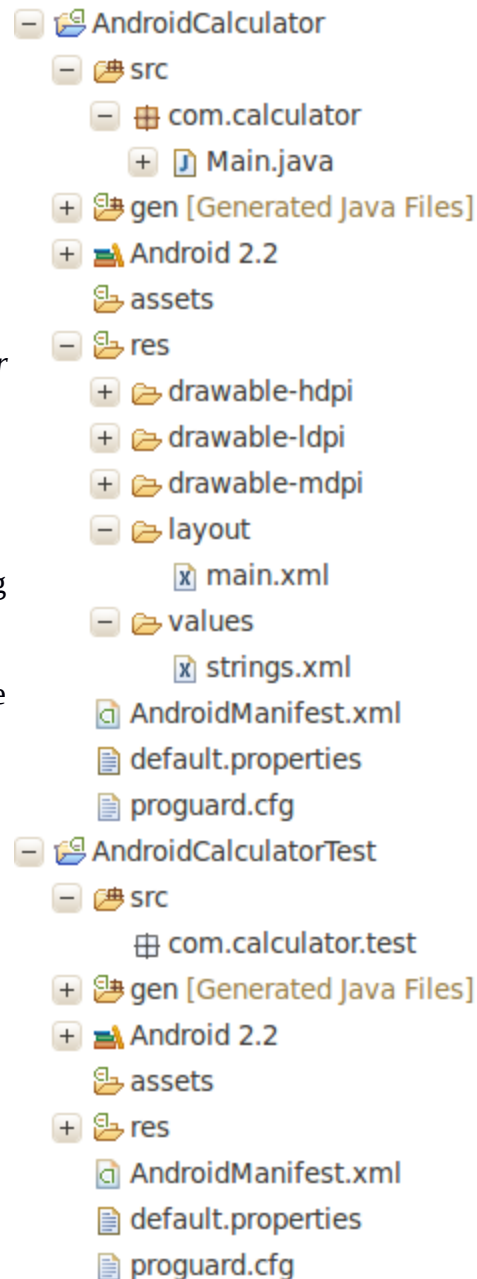 AndroidCalculator
src
com.calculator
Main.java
gen [Generated Java Files]
Android 2.2
assets
res
r
drawable-hdpi
drawable-ldpi
drawable-mdpi
layout
main.xml
g
values
strings.xml
e
AndroidManifest.xml
default.properties
proguard.cfg
AndroidCalculatorTest
src
com.calculator.test
gen [Generated Java Files]
Android 2.2
assets
res
AndroidManifest.xml
default.properties
proguard.cfg